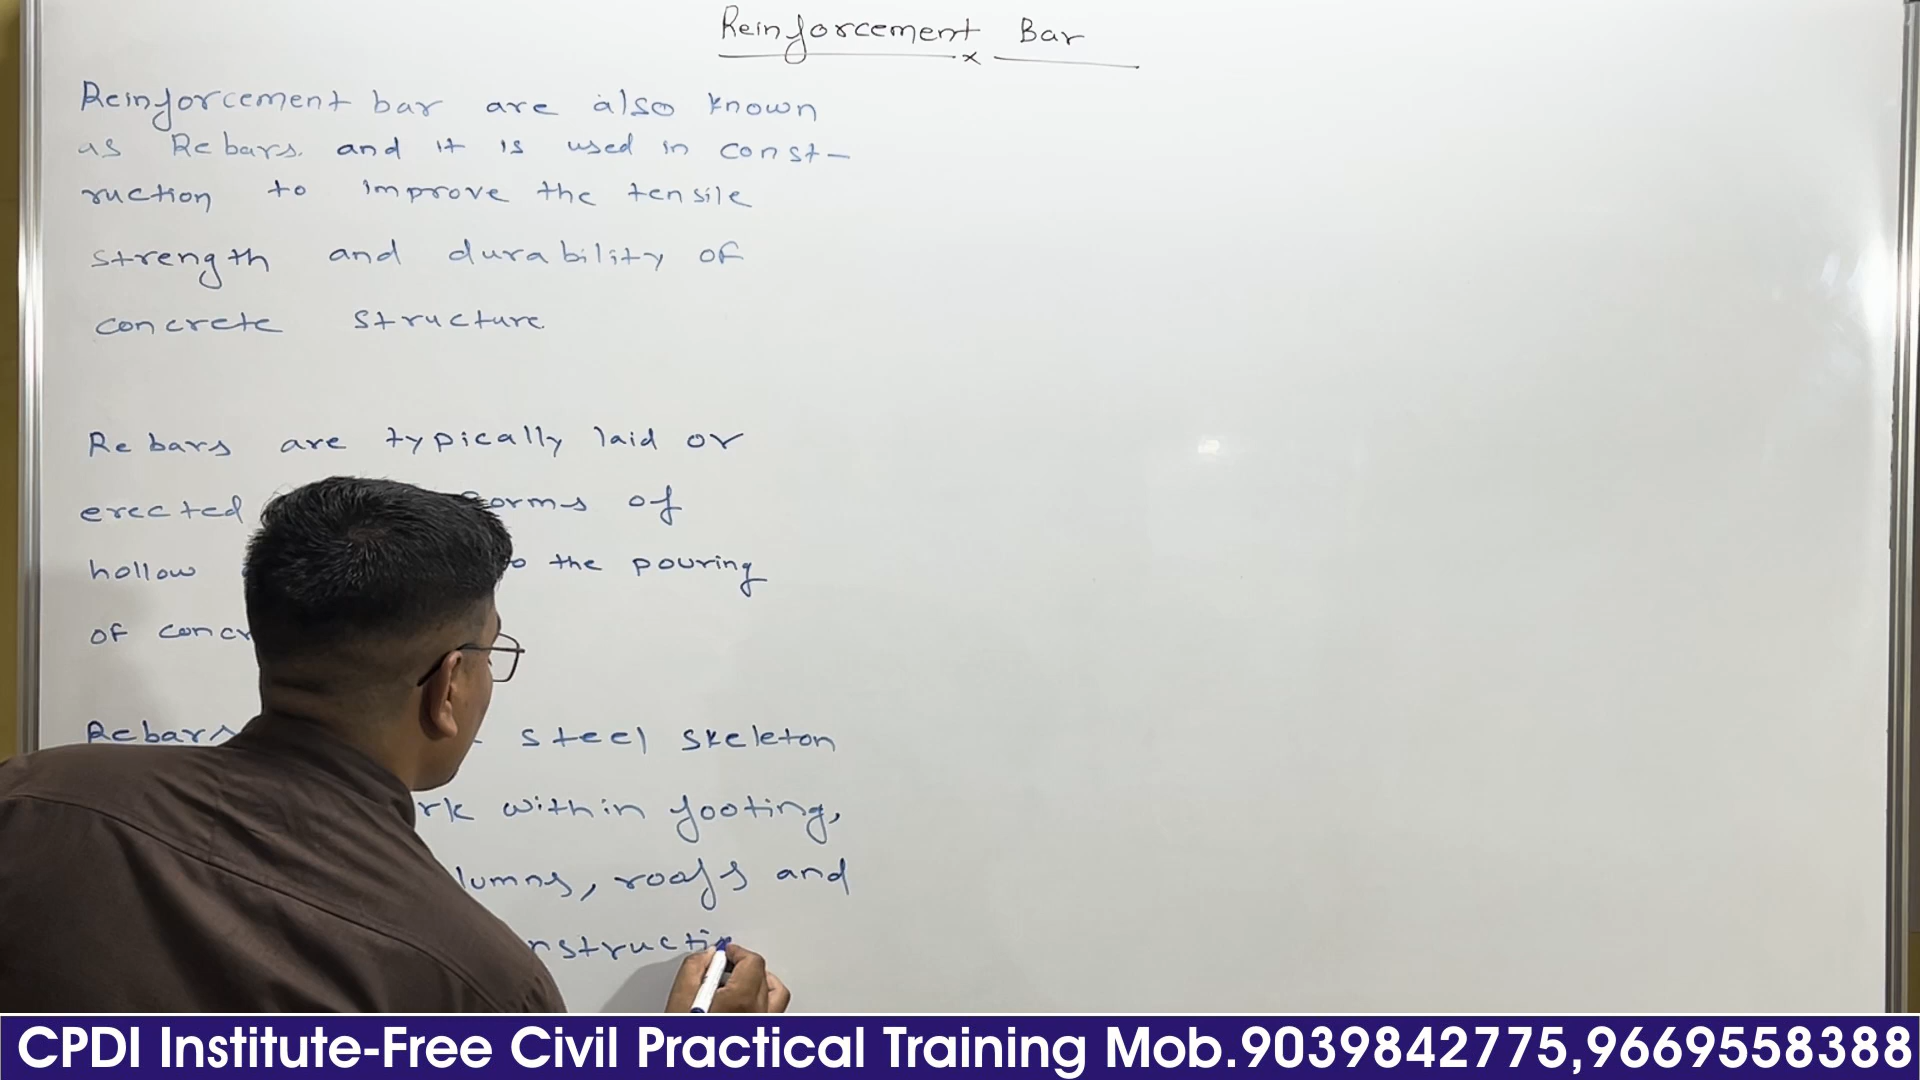 Reinforcement Bar
Reinforcement bar are also known
as Rebars. and it is used in const-
ruction to improve the tensile
strength and durability of
concrete structure.
Rebars are typically laid or
erected forms of
hollow the pouring
of
Rebars steel skeleton
within footing,
roofs and
CPDI Institute-Free Civil Practical Training Mob.9039842775,9669558388